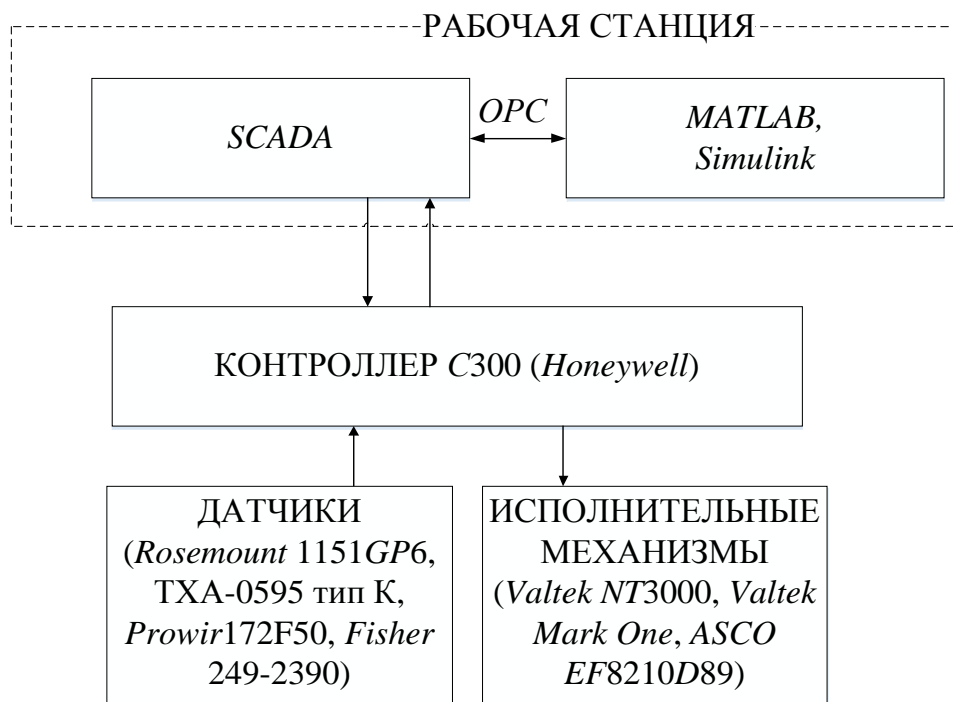 РАБОЧАЯ СТАНЦИЯ
SCADA
OPC
MATLAB,
Simulink
КОНТРОЛЛЕР C300 (Honeywell)
ДАТЧИКИ
(Rosemount 1151GP6,
ТХА-0595 тип К,
Prowir172F50, Fisher
249-2390)
ИСПОЛНИТЕЛЬНЫЕ
МЕХАНИЗМЫ
(Valtek NT3000, Valtek
Mark One, ASCO
EF8210D89)